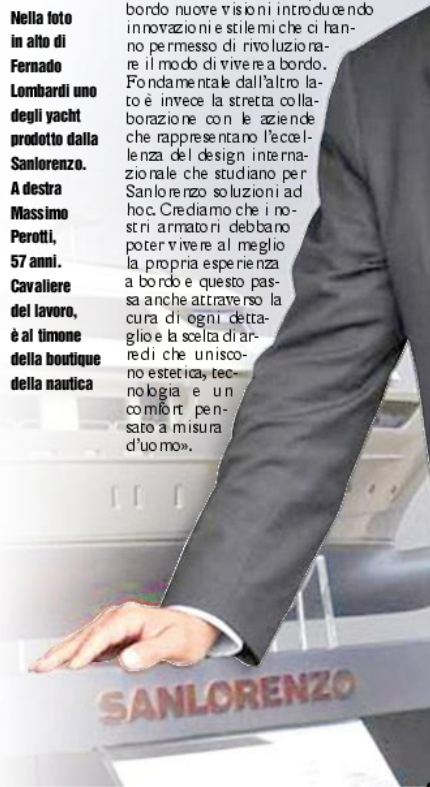 Nella foto
in alto di
Fernado
Lombardi uno
degli yacht
prodotto dalla
Sanlorenzo.
A destra
Massimo
Perotti,
57 anni.
Cavaliere
del lavoro,
è al timone
della boutique
della nautica
bordo nuove visioni introducendo
innovazioni e stilemi che ci han-
no permesso di rivoluziona-
re il modo di vivere a bordo.
Fondamentale dall'altro la-
to è invece la stretta colla-
borazione con le aziende
che rappresentano l'eccel-
lenza del design interna-
zionale che studiano per
Sanlorenzo soluzioni ad
hoc. Crediamo che i no-
stri armatori debbano
poter vivere al meglio
la propria esperienza
a bordo e questo pas-
sa anche attraverso la
cura di ogni detta-
glio e la scelta di ar-
redi che unisco-
no estetica, tec-
nologia e un
comfort pen-
sato a misura
d'uomo».
SANLORENZO